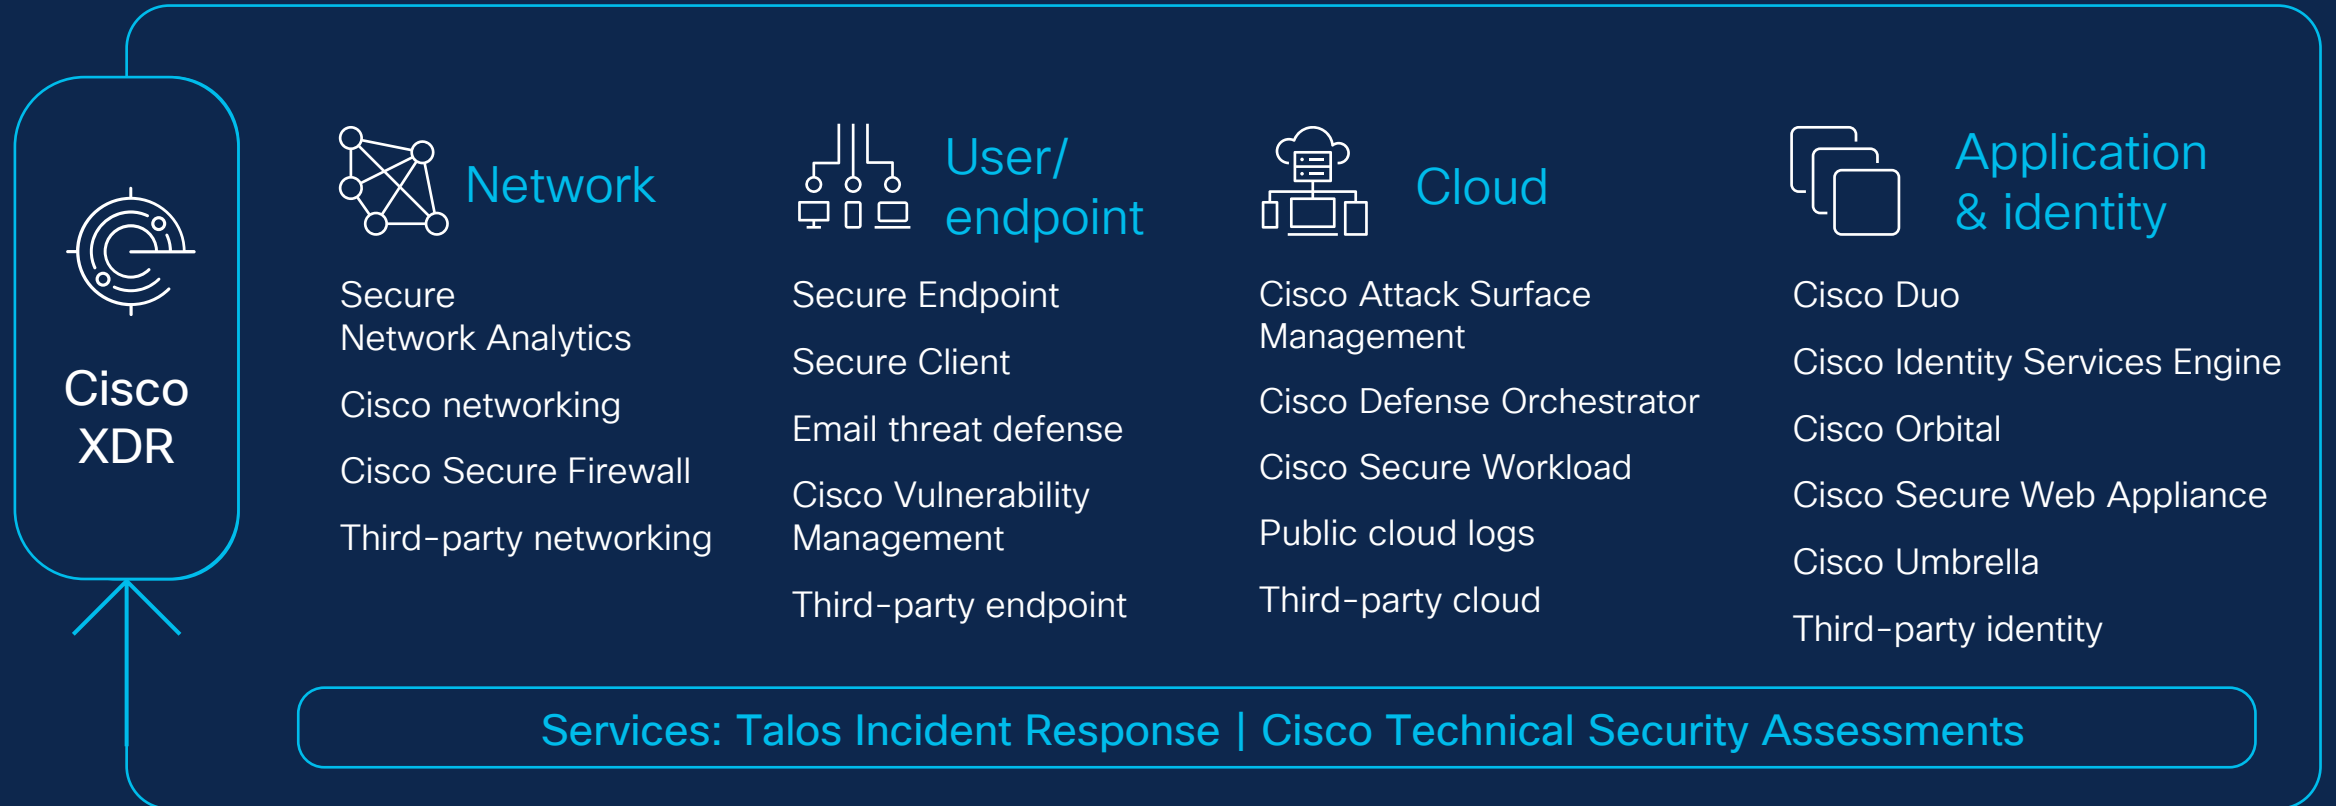 Cisco
XDR
Network
Secure
Network Analytics
Cisco networking
Cisco Secure Firewall
Third-party networking
User/
endpoint
Secure Endpoint
Secure Client
Email threat defense
Cisco Vulnerability
Management
Third-party endpoint
Cloud
Cisco Attack Surface
Management
Cisco Defense Orchestrator
Cisco Secure Workload
Public cloud logs
Third-party cloud
Application
& identity
Cisco Duo
Cisco Identity Services Engine
Cisco Orbital
Cisco Secure Web Appliance
Cisco Umbrella
Third-party identity
Services: Talos Incident Response | Cisco Technical Security Assessments